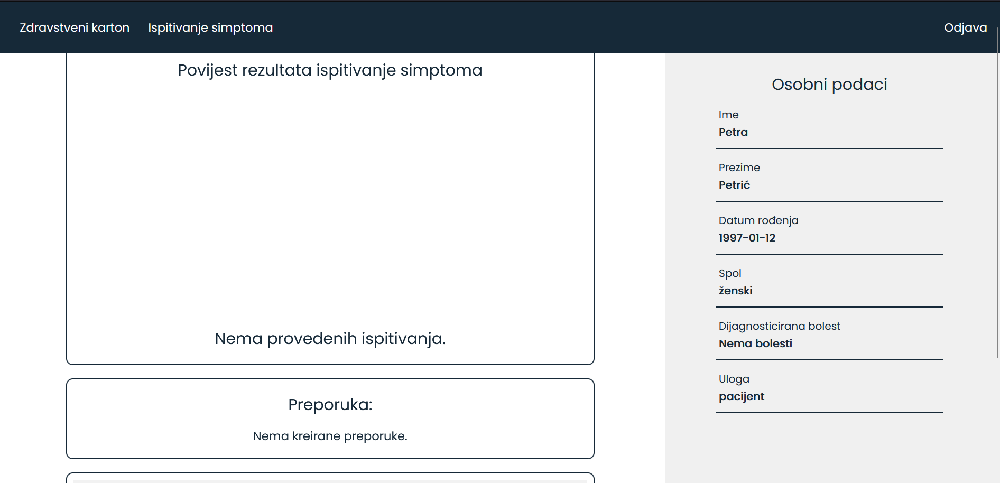 Zdravstveni karton
Ispitivanje simptoma
Odjava
Povijest rezultata ispitivanje simptoma
Nema provedenih ispitivanja.
Preporuka:
Nema kreirane preporuke.
Osobni podaci
Ime
Petra
Prezime
Petrić
Datum rođenja
1997-01-12
Spol
ženski
Dijagnosticirana bolest
Nema bolesti
Uloga
pacijent